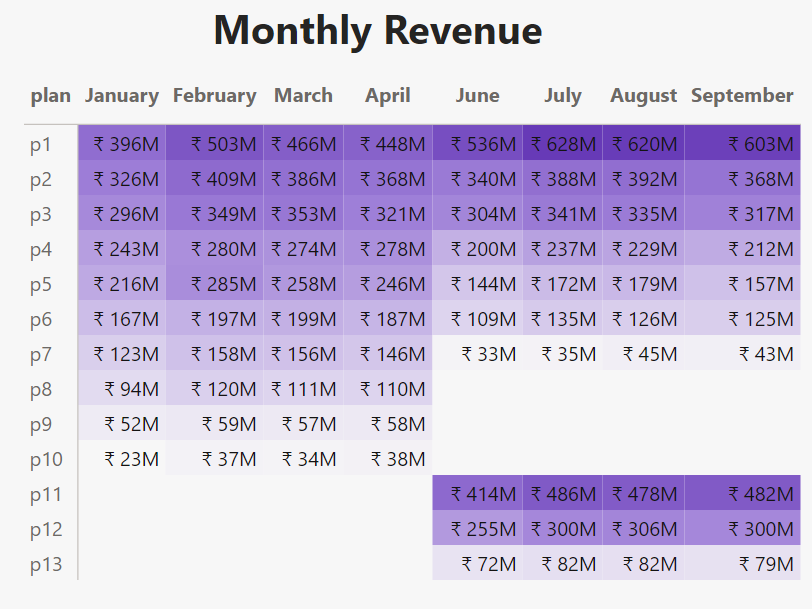 Monthly Revenue
plan January February March April June July August September
p1 ₹ 396M ₹ 503M ₹ 466M ₹ 448M ₹ 536M ₹ 628M ₹ 620M ₹ 603M
p2 ₹ 326M ₹ 409M ₹ 386M ₹ 368M ₹ 340M ₹ 388M ₹ 392M ₹ 368M
p3 ₹ 296M ₹ 349M ₹ 353M ₹ 321M ₹ 304M ₹ 341M ₹ 335M ₹ 317M
p4 ₹ 243M ₹ 280M ₹ 274M ₹ 278M ₹ 200M ₹ 237M ₹ 229M ₹ 212M
p5 ₹ 216M ₹ 285M ₹ 258M ₹ 246M ₹ 144M ₹ 172M ₹ 179M ₹ 157M
p6 ₹ 167M ₹ 197M ₹ 199M ₹ 187M ₹ 109M ₹ 135M ₹ 126M ₹ 125M
p7 ₹ 123M ₹ 158M ₹ 156M ₹ 146M ₹ 33M ₹ 35M ₹ 45M ₹ 43M
p8 ₹ 94M ₹ 120M ₹ 111M ₹ 110M
p9 ₹ 52M ₹ 59M ₹ 57M ₹ 58M
p10 ₹ 23M ₹ 37M ₹ 34M ₹ 38M
p11 ₹ 414M ₹ 486M ₹ 478M ₹ 482M
p12 ₹ 255M ₹ 300M ₹ 306M ₹ 300M
p13 ₹ 72M ₹ 82M ₹ 82M ₹ 79M